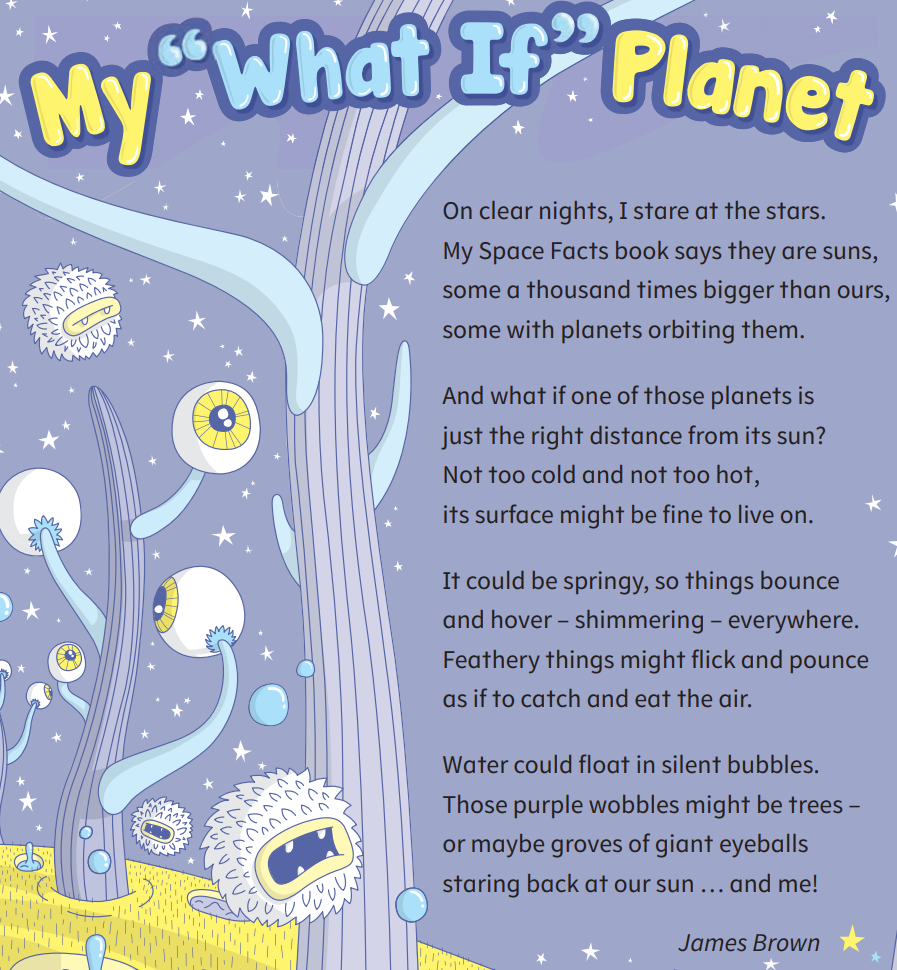 My “What If” Planet
On clear nights, I stare at the stars.
My Space Facts book says they are suns,
some a thousand times bigger than ours,
some with planets orbiting them.
And what if one of those planets is
just the right distance from its sun?
Not too cold and not too hot,
its surface might be fine to live on.
It could be springy, so things bounce
and hover – shimmering – everywhere.
Feathery things might flick and pounce
as if to catch and eat the air.
Water could float in silent bubbles.
Those purple wobbles might be trees –
or maybe groves of giant eyeballs
staring back at our sun … and me!
James Brown